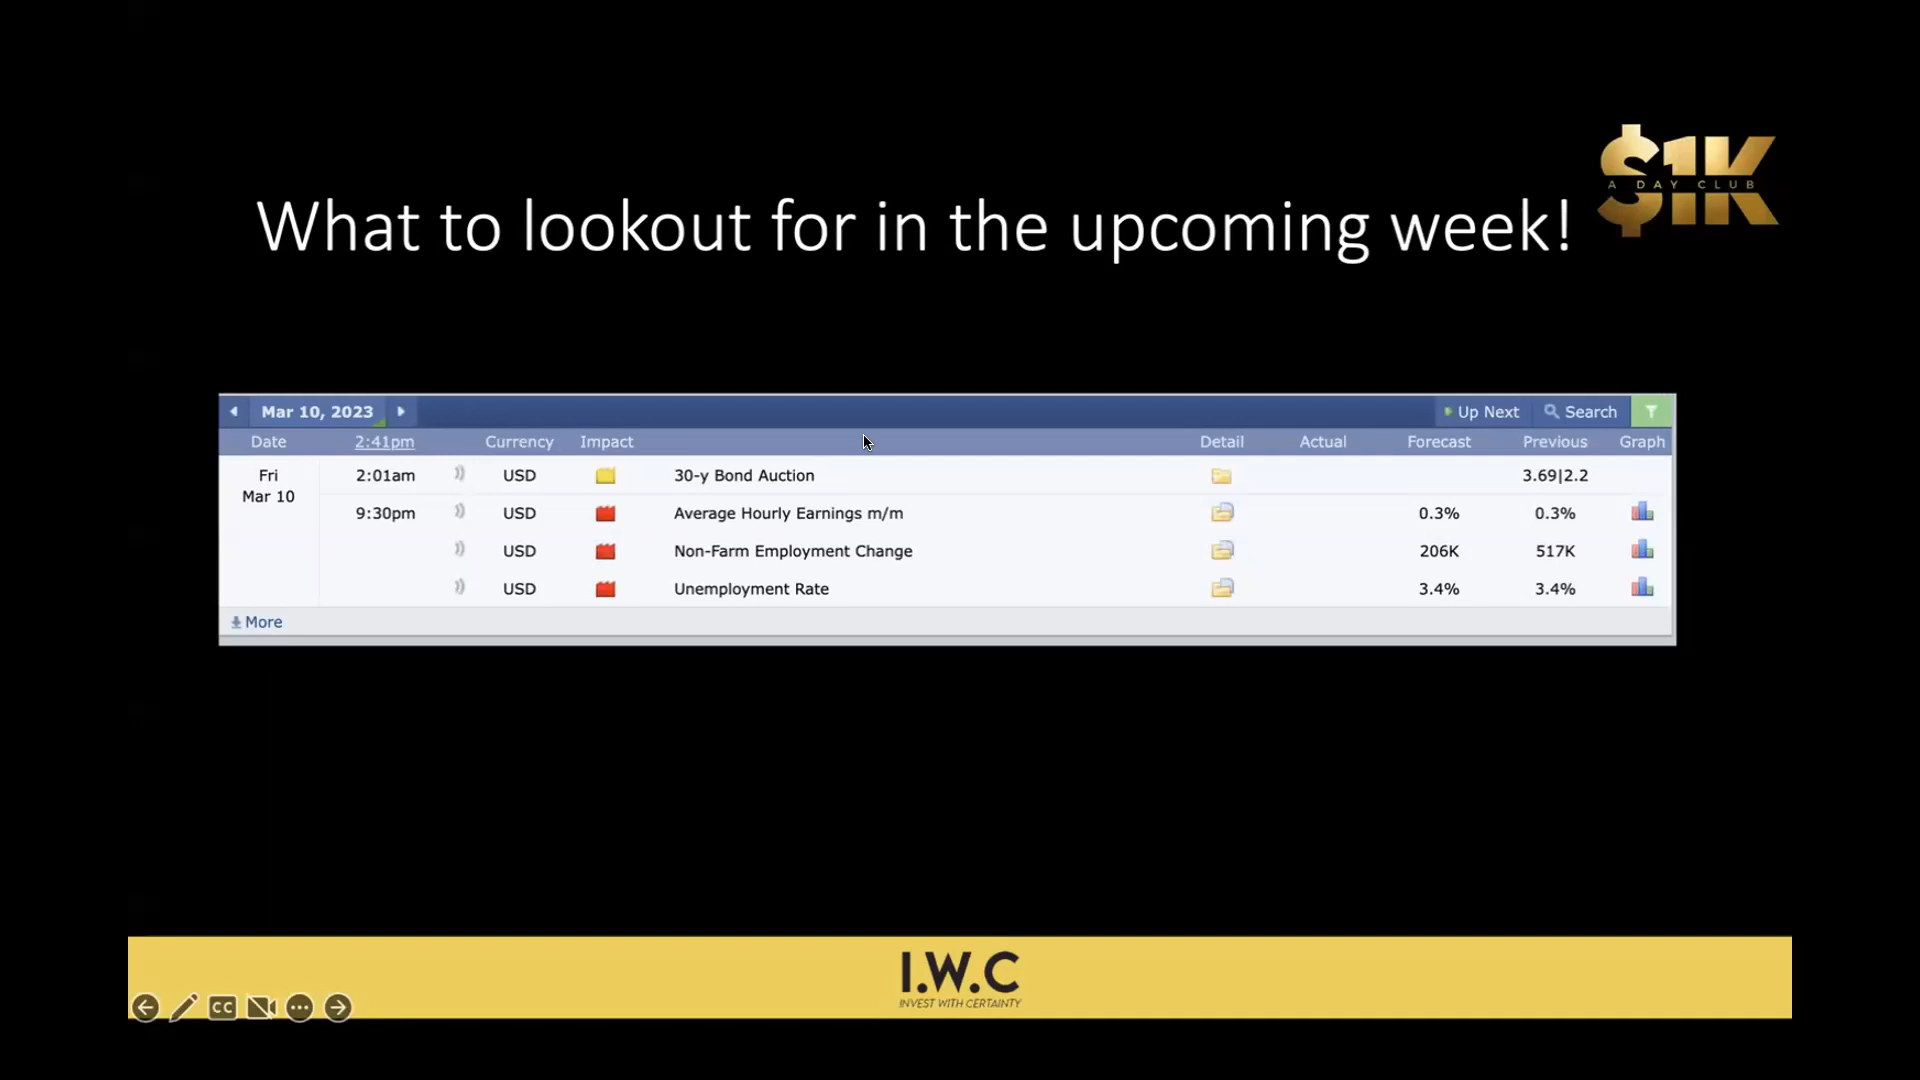 $1K
A DAY CLUB
What to lookout for in the upcoming week!
Mar 10, 2023 Up Next Search
Date 2:41pm Currency Impact Detail Actual Forecast Previous Graph
Fri 2:01am USD 30-y Bond Auction 3.69|2.2
Mar 10
9:30pm USD Average Hourly Earnings m/m 0.3% 0.3%
USD Non-Farm Employment Change 206K 517K
USD Unemployment Rate 3.4% 3.4%
More
I.W.C
INVEST WITH CERTAINTY
CC